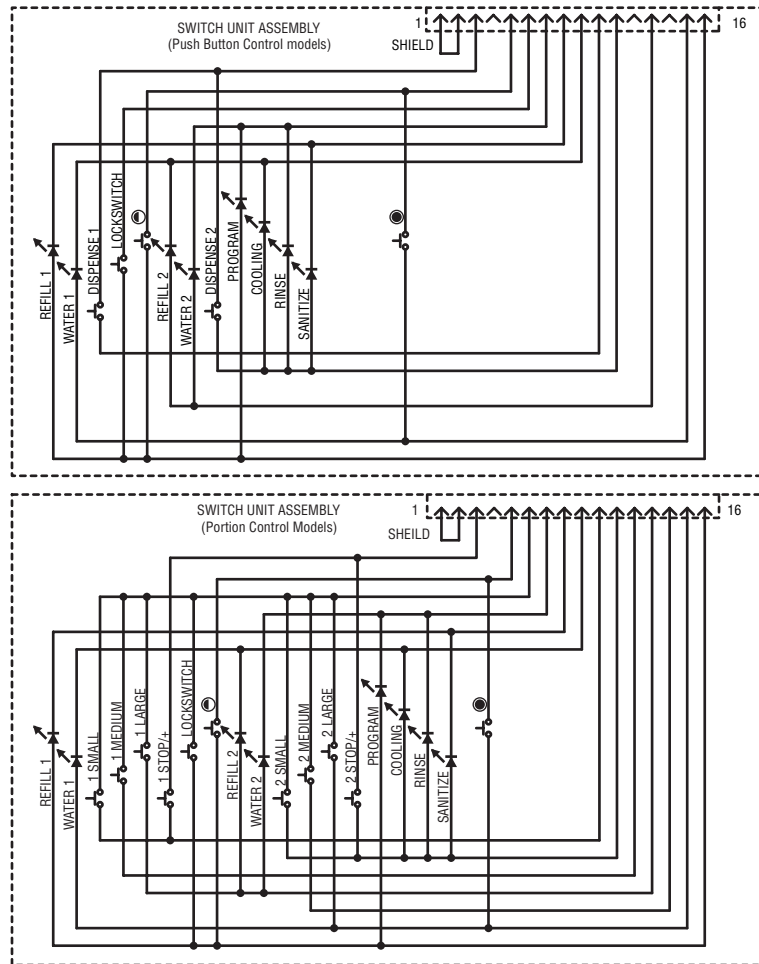 SWITCH UNIT ASSEMBLY
(Push Button Control models)
1
16
SHIELD
REFILL 1
WATER 1
DISPENSE 1
LOCKSWITCH
REFILL 2
WATER 2
DISPENSE 2
PROGRAM
COOLING
RINSE
SANITIZE
SWITCH UNIT ASSEMBLY
(Portion Control Models)
1
16
SHEILD
REFILL 1
WATER 1
1 SMALL
1 MEDIUM
1 LARGE
1 STOP/+
LOCKSWITCH
REFILL 2
WATER 2
2 SMALL
2 MEDIUM
2 LARGE
2 STOP/+
PROGRAM
COOLING
RINSE
SANITIZE